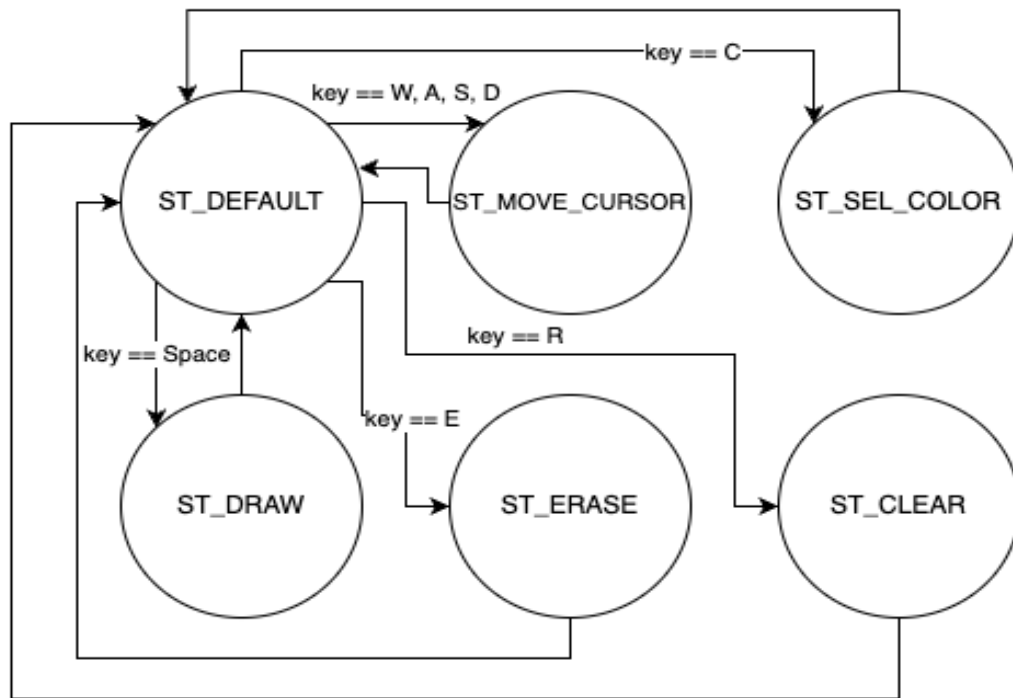 key == C
key == W, A, S, D
ST_DEFAULT
ST_MOVE_CURSOR
ST_SEL_COLOR
key == R
key == Space
key == E
ST_DRAW
ST_ERASE
ST_CLEAR